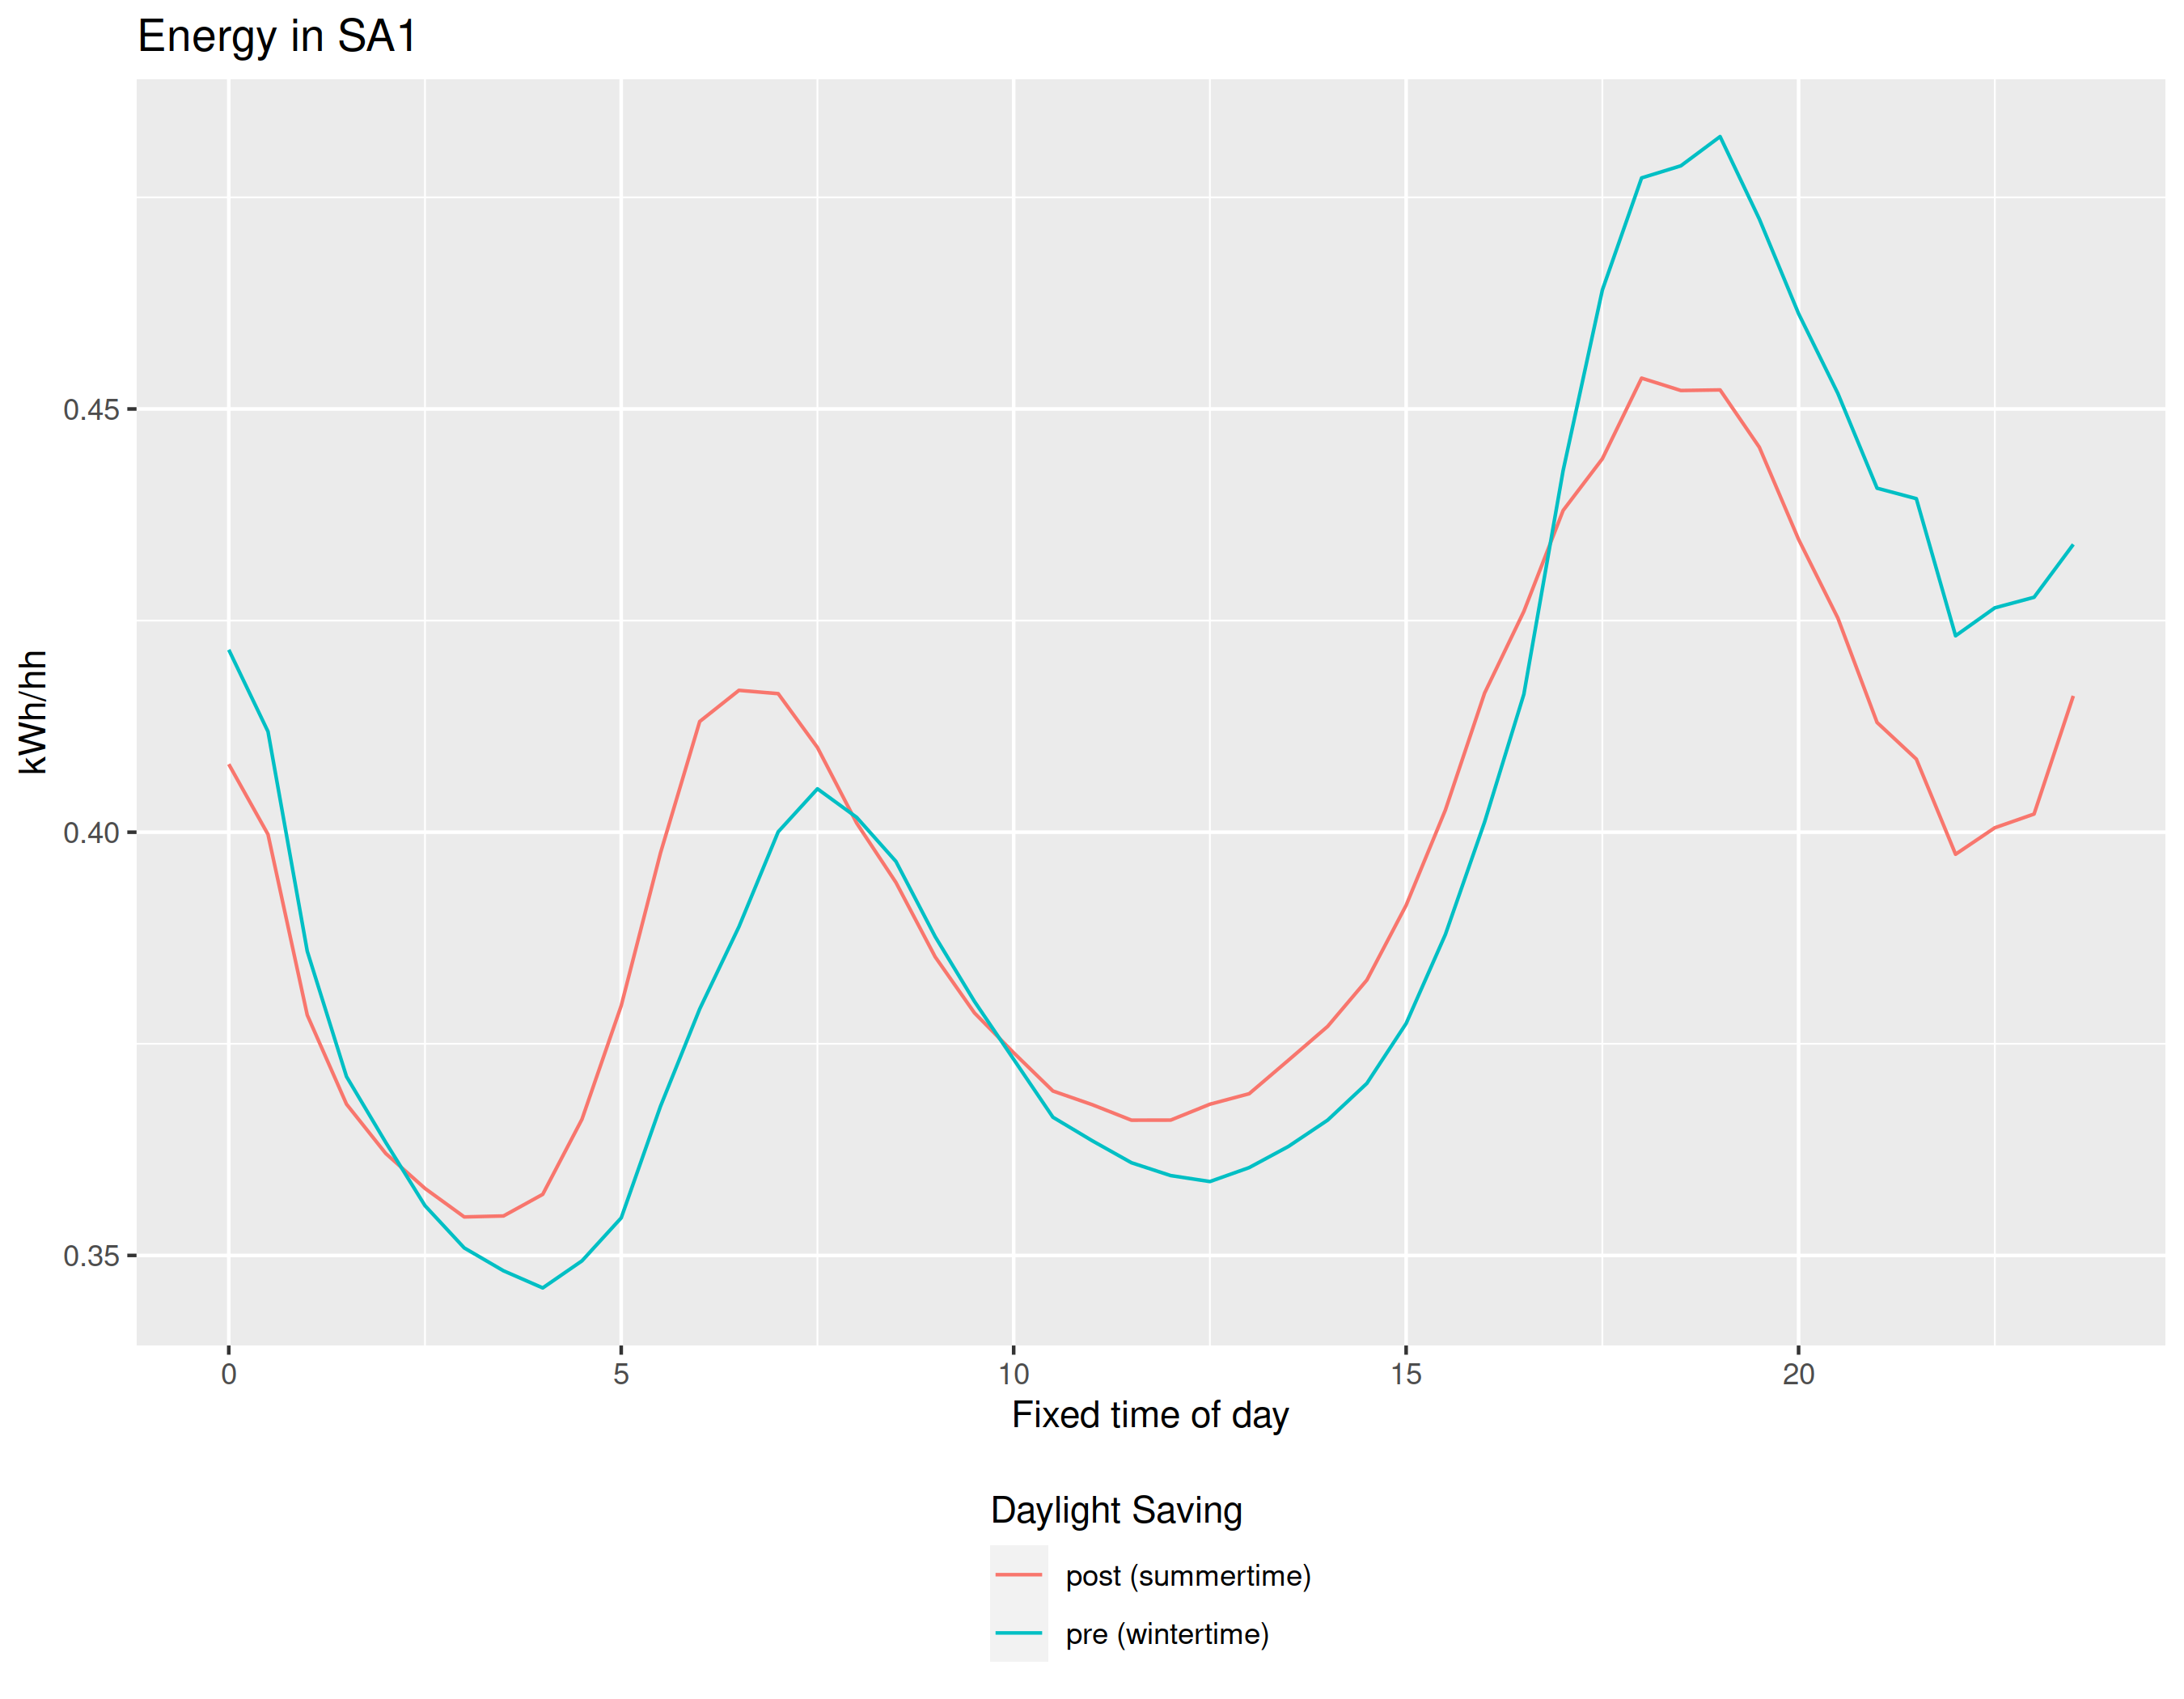 Energy in SA1
kWh/hh
0.45
0.40
0.35
0 5 10 15 20
Fixed time of day
Daylight Saving
post (summertime)
pre (wintertime)